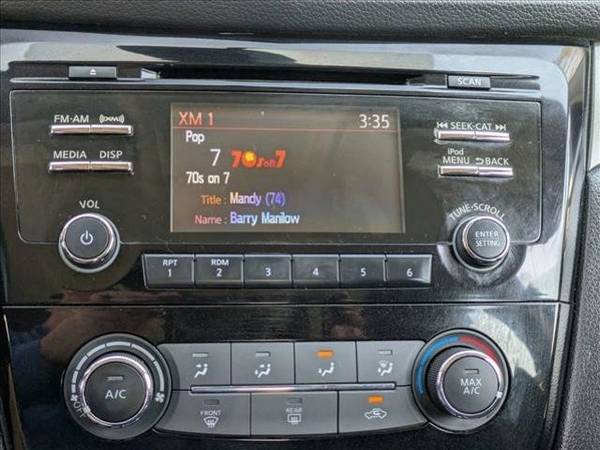 SCAN
FM·AM ((XM))
XM 1 3:35
SEEK·CAT
Pop
7 70s on 7
MEDIA DISP
iPod
MENU BACK
70s on 7
Title : Mandy (74)
Name : Barry Manilow
VOL
TUNE·SCROLL
ENTER
SETTING
RPT
1
RDM
2
3
4
5
6
A/C
MAX
A/C
FRONT
REAR